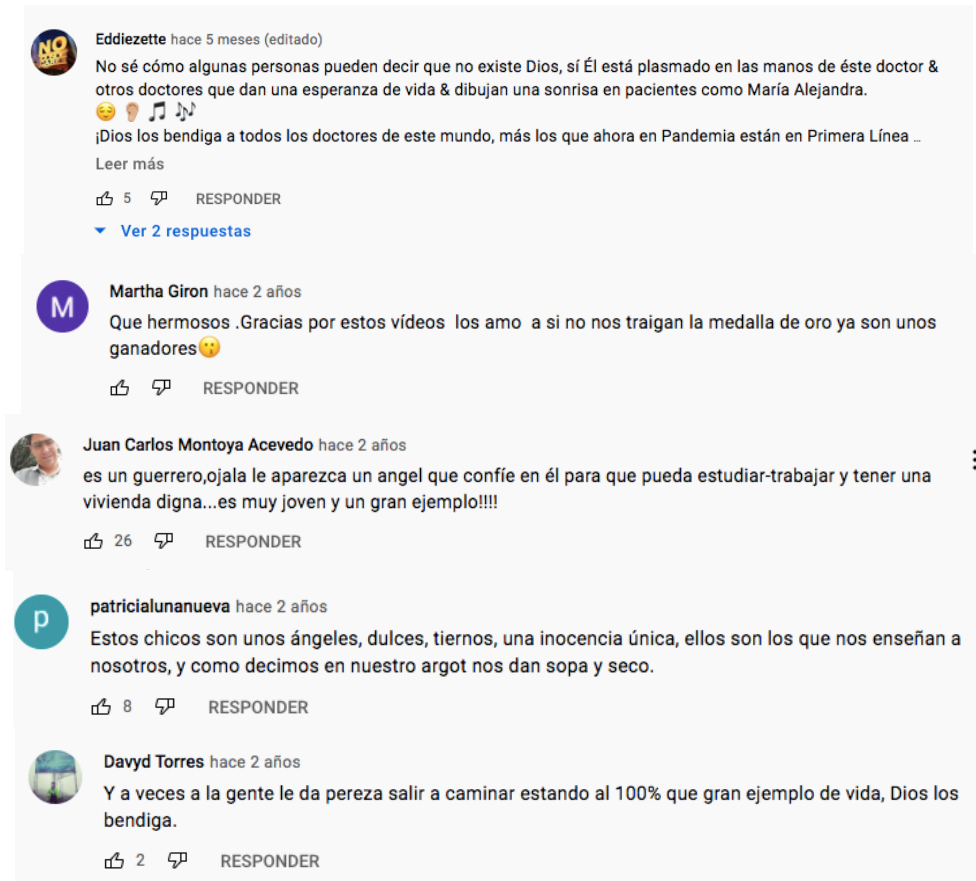 Eddiezette hace 5 meses (editado)
No sé cómo algunas personas pueden decir que no existe Dios, sí Él está plasmado en las manos de éste doctor &
otros doctores que dan una esperanza de vida & dibujan una sonrisa en pacientes como María Alejandra.
😌 👂🏼 🎵 🎶
¡Dios los bendiga a todos los doctores de este mundo, más los que ahora en Pandemia están en Primera Línea ...
Leer más
5 RESPONDER
Ver 2 respuestas
M
Martha Giron hace 2 años
Que hermosos .Gracias por estos vídeos los amo a si no nos traigan la medalla de oro ya son unos
ganadores😗
RESPONDER
Juan Carlos Montoya Acevedo hace 2 años
es un guerrero,ojala le aparezca un angel que confíe en él para que pueda estudiar-trabajar y tener una
vivienda digna...es muy joven y un gran ejemplo!!!!
26 RESPONDER
p
patricialunanueva hace 2 años
Estos chicos son unos ángeles, dulces, tiernos, una inocencia única, ellos son los que nos enseñan a
nosotros, y como decimos en nuestro argot nos dan sopa y seco.
8 RESPONDER
Davyd Torres hace 2 años
Y a veces a la gente le da pereza salir a caminar estando al 100% que gran ejemplo de vida, Dios los
bendiga.
2 RESPONDER